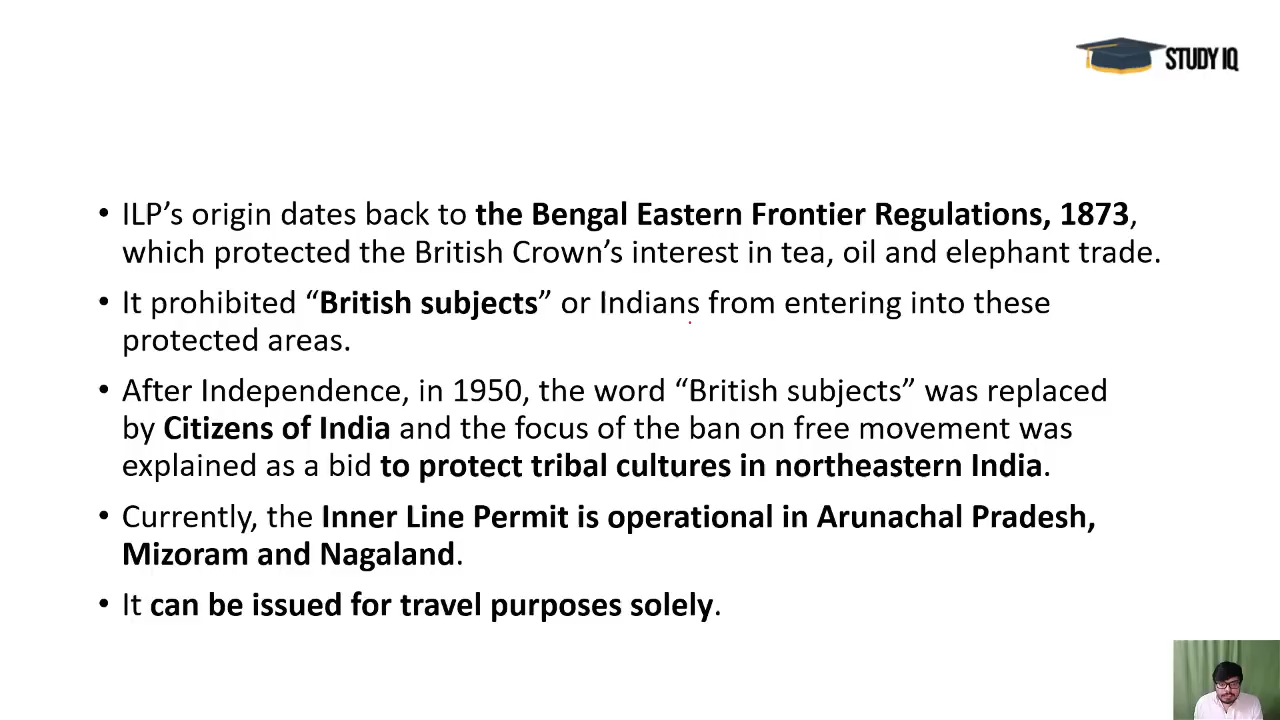 STUDY IQ
• ILP’s origin dates back to the Bengal Eastern Frontier Regulations, 1873,
which protected the British Crown’s interest in tea, oil and elephant trade.
• It prohibited “British subjects” or Indians from entering into these
protected areas.
• After Independence, in 1950, the word “British subjects” was replaced
by Citizens of India and the focus of the ban on free movement was
explained as a bid to protect tribal cultures in northeastern India.
• Currently, the Inner Line Permit is operational in Arunachal Pradesh,
Mizoram and Nagaland.
• It can be issued for travel purposes solely.